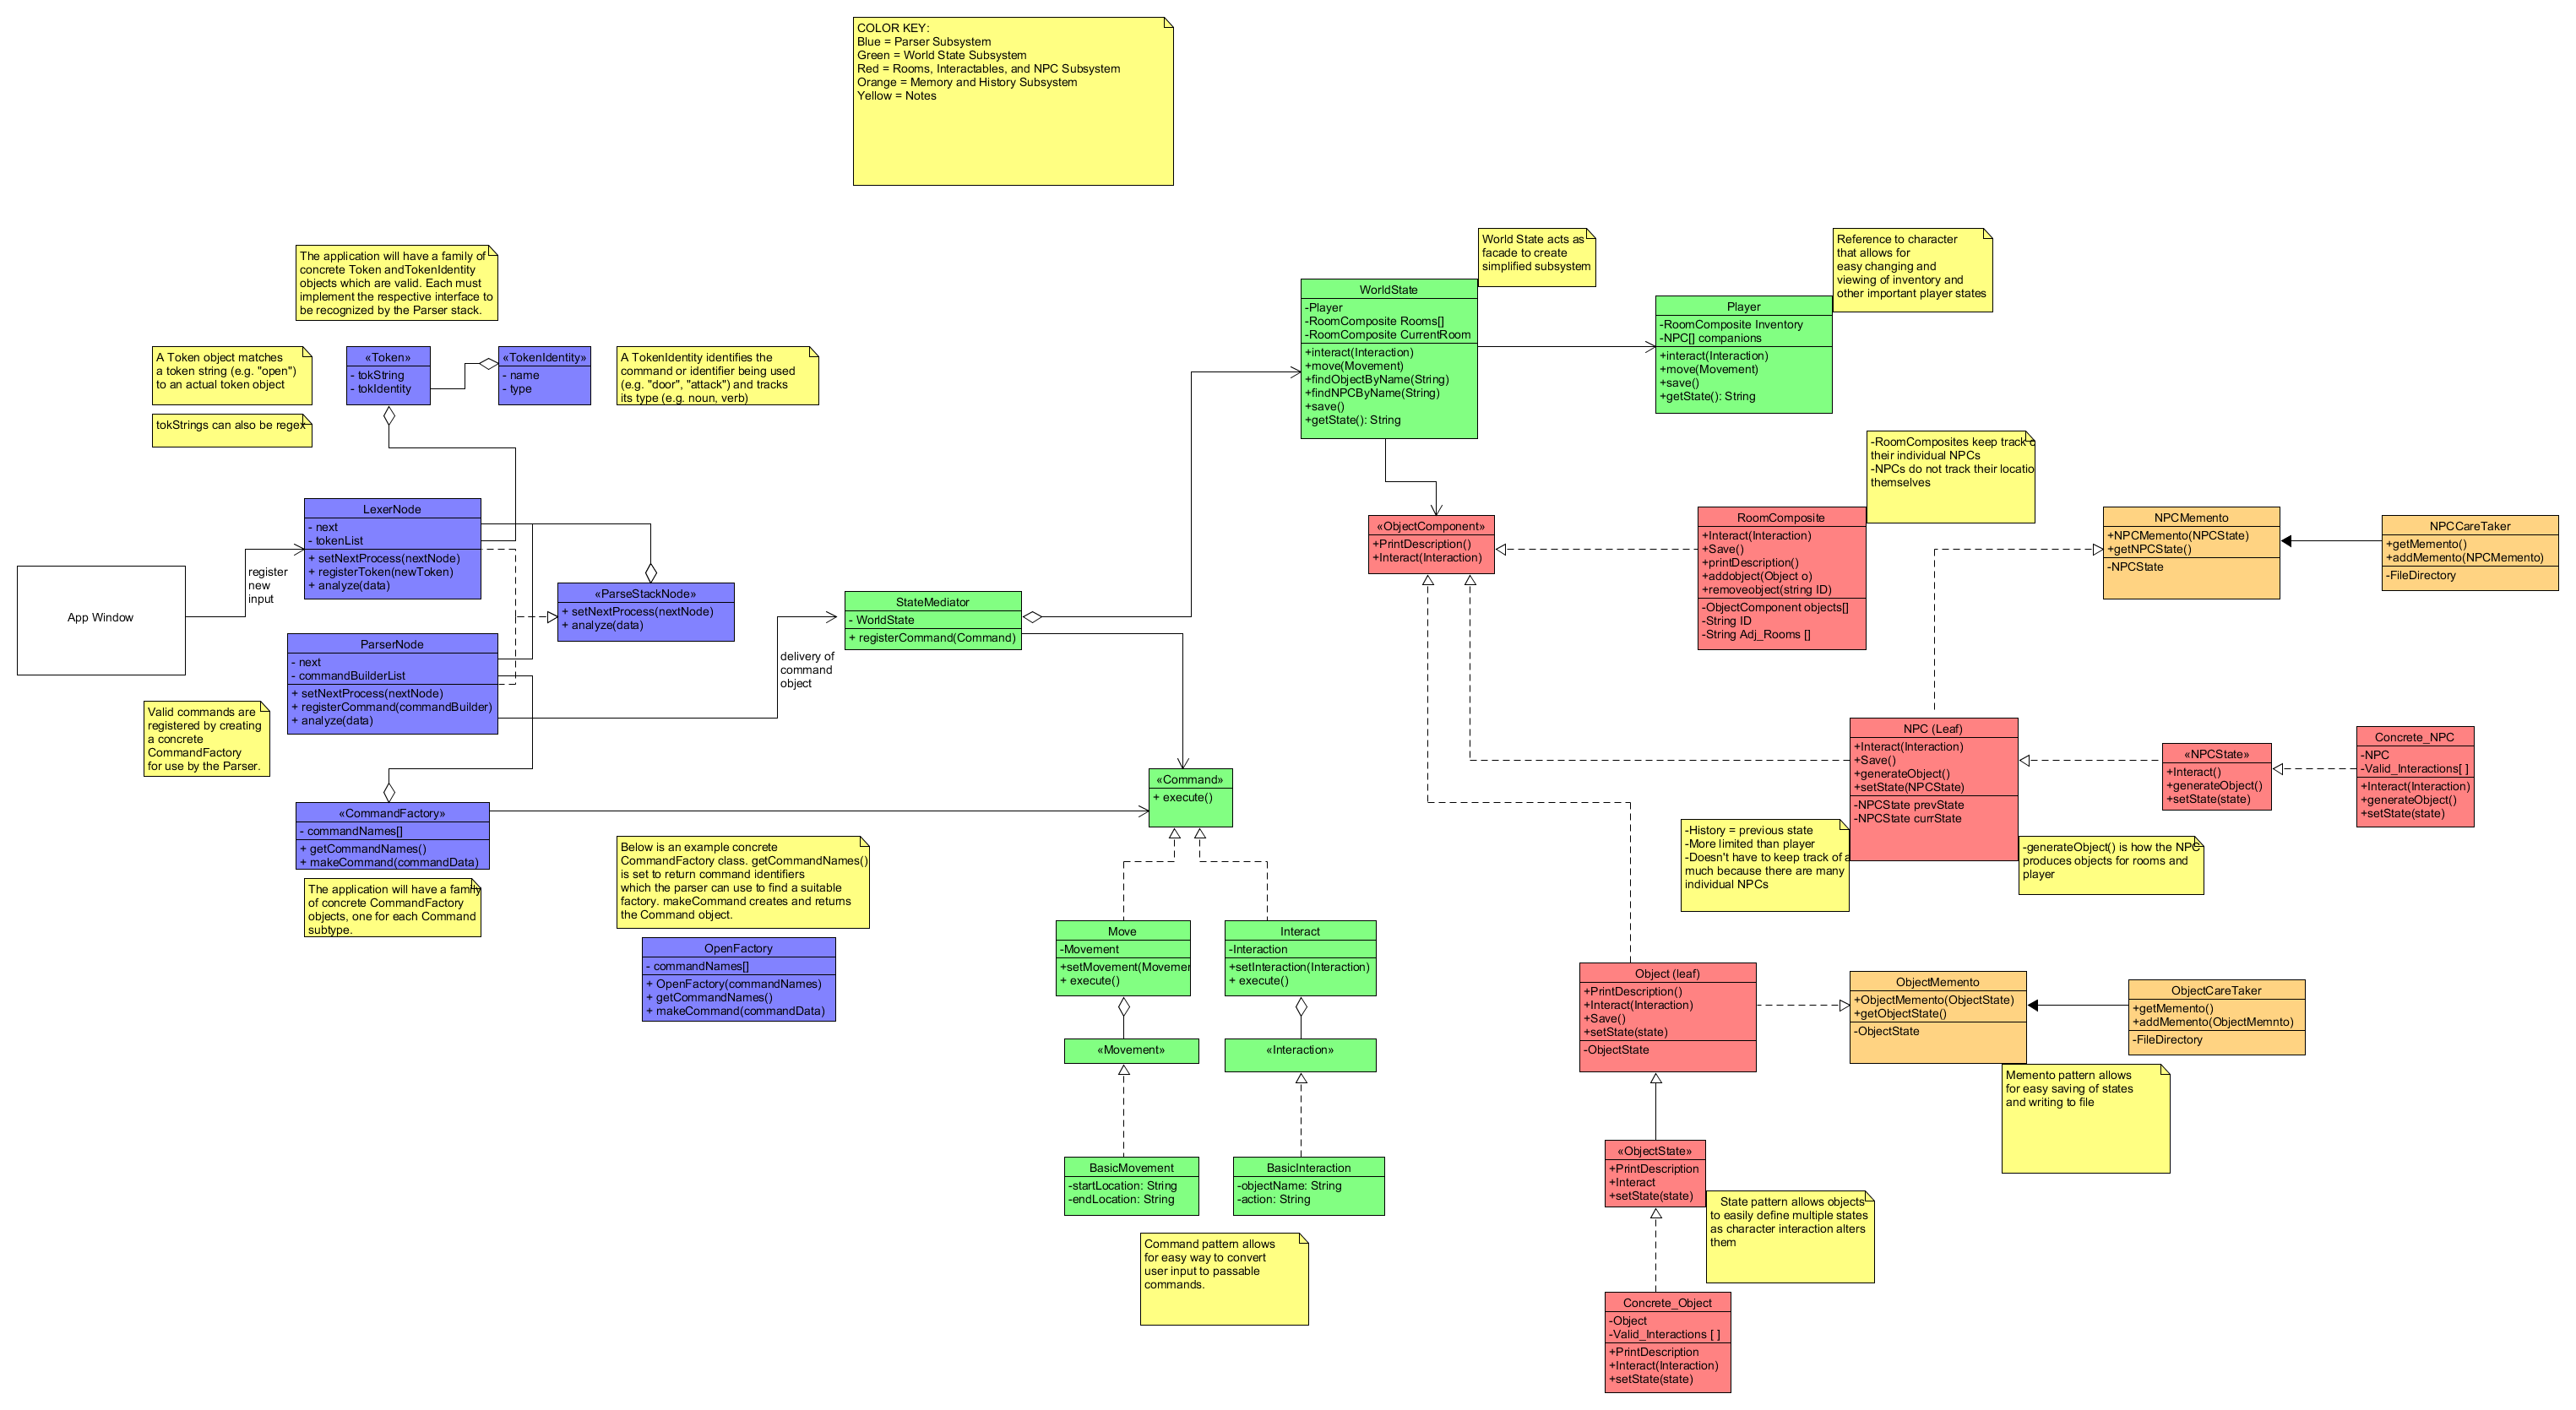 COLOR KEY:
Blue = Parser Subsystem
Green = World State Subsystem
Red = Rooms, Interactables, and NPC Subsystem
Orange = Memory and History Subsystem
Yellow = Notes
The application will have a family of
concrete Token andTokenIdentity
objects which are valid. Each must
implement the respective interface to
be recognized by the Parser stack.
A Token object matches
a token string (e.g. "open")
to an actual token object
tokStrings can also be regex
«Token»
- tokString
- tokIdentity
«TokenIdentity»
- name
- type
A TokenIdentity identifies the
command or identifier being used
(e.g. "door", "attack") and tracks
its type (e.g. noun, verb)
App Window
register
new
input
LexerNode
- next
- tokenList
+ setNextProcess(nextNode)
+ registerToken(newToken)
+ analyze(data)
«ParseStackNode»
+ setNextProcess(nextNode)
+ analyze(data)
ParserNode
- next
- commandBuilderList
+ setNextProcess(nextNode)
+ registerCommand(commandBuilder)
+ analyze(data)
Valid commands are
registered by creating
a concrete
CommandFactory
for use by the Parser.
delivery of
command
object
«CommandFactory»
- commandNames[]
+ getCommandNames()
+ makeCommand(commandData)
The application will have a family
of concrete CommandFactory
objects, one for each Command
subtype.
Below is an example concrete
CommandFactory class. getCommandNames()
is set to return command identifiers
which the parser can use to find a suitable
factory. makeCommand creates and returns
the Command object.
OpenFactory
- commandNames[]
+ OpenFactory(commandNames)
+ getCommandNames()
+ makeCommand(commandData)
StateMediator
- WorldState
+ registerCommand(Command)
«Command»
+ execute()
Move
-Movement
+setMovement(Movemer
+ execute()
Interact
-Interaction
+setInteraction(Interaction)
+ execute()
«Movement»
«Interaction»
BasicMovement
-startLocation: String
-endLocation: String
BasicInteraction
-objectName: String
-action: String
Command pattern allows
for easy way to convert
user input to passable
commands.
World State acts as
facade to create
simplified subsystem
WorldState
-Player
-RoomComposite Rooms[]
-RoomComposite CurrentRoom
+interact(Interaction)
+move(Movement)
+findObjectByName(String)
+findNPCByName(String)
+save()
+getState(): String
Reference to character
that allows for
easy changing and
viewing of inventory and
other important player states
Player
-RoomComposite Inventory
-NPC[] companions
+interact(Interaction)
+move(Movement)
+save()
+getState(): String
-RoomComposites keep track o
their individual NPCs
-NPCs do not track their locatio
themselves
«ObjectComponent»
+PrintDescription()
+Interact(Interaction)
RoomComposite
+Interact(Interaction)
+Save()
+printDescription()
+addobject(Object o)
+removeobject(string ID)
-ObjectComponent objects[]
-String ID
-String Adj_Rooms []
NPCMemento
+NPCMemento(NPCState)
+getNPCState()
-NPCState
NPCCareTaker
+getMemento()
+addMemento(NPCMemento)
-FileDirectory
NPC (Leaf)
+Interact(Interaction)
+Save()
+generateObject()
+setState(NPCState)
-NPCState prevState
-NPCState currState
«NPCState»
+Interact()
+generateObject()
+setState(state)
Concrete_NPC
-NPC
-Valid_Interactions[ ]
+Interact(Interaction)
+generateObject()
+setState(state)
-History = previous state
-More limited than player
-Doesn't have to keep track of a
much because there are many
individual NPCs
-generateObject() is how the NPC
produces objects for rooms and
player
Object (leaf)
+PrintDescription()
+Interact(Interaction)
+Save()
+setState(state)
-ObjectState
ObjectMemento
+ObjectMemento(ObjectState)
+getObjectState()
-ObjectState
ObjectCareTaker
+getMemento()
+addMemento(ObjectMemnto)
-FileDirectory
Memento pattern allows
for easy saving of states
and writing to file
«ObjectState»
+PrintDescription
+Interact
+setState(state)
State pattern allows objects
to easily define multiple states
as character interaction alters
them
Concrete_Object
-Object
-Valid_Interactions [ ]
+PrintDescription
+Interact(Interaction)
+setState(state)